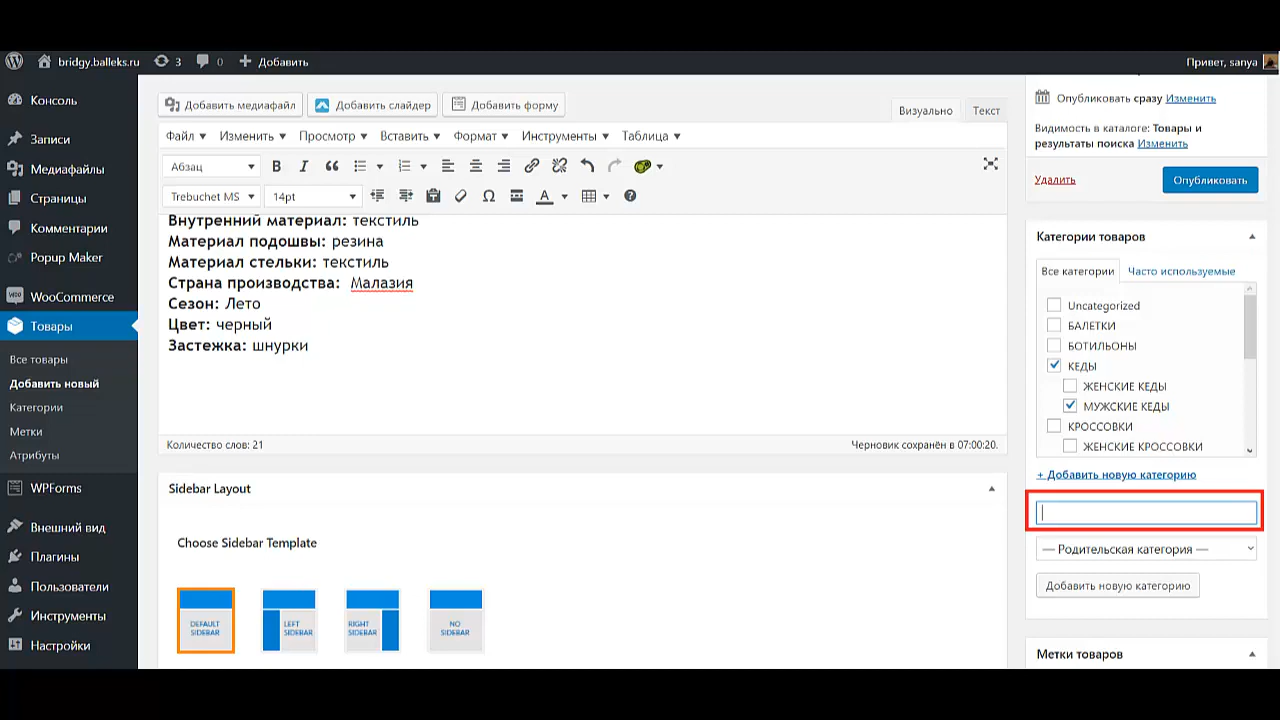 bridgy.balleks.ru 3 0 Добавить Привет, sanya
Консоль
Записи
Медиафайлы
Страницы
Комментарии
Popup Maker
WooCommerce
Товары
Все товары
Добавить новый
Категории
Метки
Атрибуты
WPForms
Внешний вид
Плагины
Пользователи
Инструменты
Настройки
Добавить медиафайл Добавить слайдер Добавить форму
Визуально Текст
Файл Изменить Просмотр Вставить Формат Инструменты Таблица
Абзац
Trebuchet MS 14pt
Внутренний материал: текстиль
Материал подошвы: резина
Материал стельки: текстиль
Страна производства: Малазия
Сезон: Лето
Цвет: черный
Застежка: шнурки
Количество слов: 21 Черновик сохранён в 07:00:20.
Sidebar Layout
Choose Sidebar Template
DEFAULT SIDEBAR
LEFT SIDEBAR
RIGHT SIDEBAR
NO SIDEBAR
Опубликовать сразу Изменить
Видимость в каталоге: Товары и
результаты поиска Изменить
Удалить Опубликовать
Категории товаров
Все категории Часто используемые
Uncategorized
БАЛЕТКИ
БОТИЛЬОНЫ
КЕДЫ
ЖЕНСКИЕ КЕДЫ
МУЖСКИЕ КЕДЫ
КРОССОВКИ
ЖЕНСКИЕ КРОССОВКИ
+ Добавить новую категорию
— Родительская категория —
Добавить новую категорию
Метки товаров